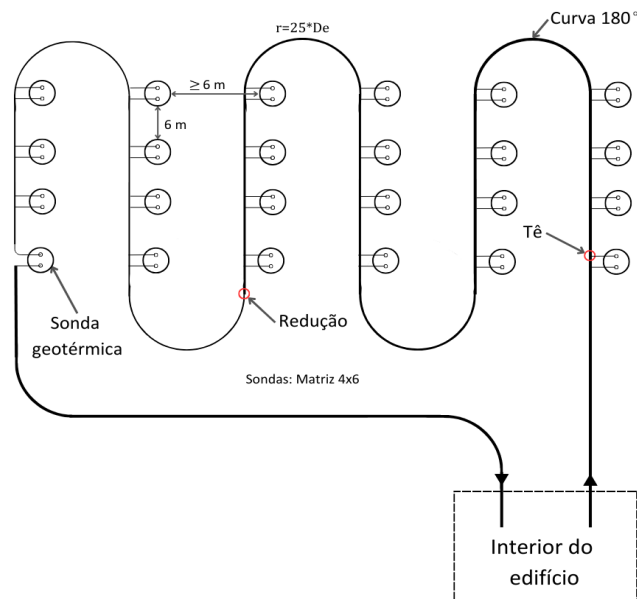 r=25*De
Curva 180°
≥ 6 m
6 m
Tê
Redução
Sonda
geotérmica
Sondas: Matriz 4x6
Interior do
edifício